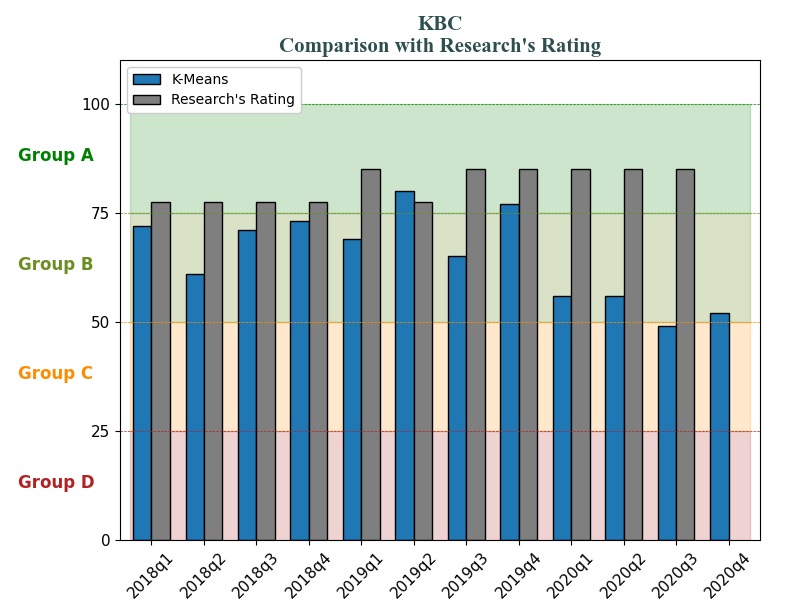 KBC
Comparison with Research's Rating
K-Means
Research's Rating
100
Group A
75
Group B
50
Group C
25
Group D
0
2018q1 2018q2 2018q3 2018q4 2019q1 2019q2 2019q3 2019q4 2020q1 2020q2 2020q3 2020q4